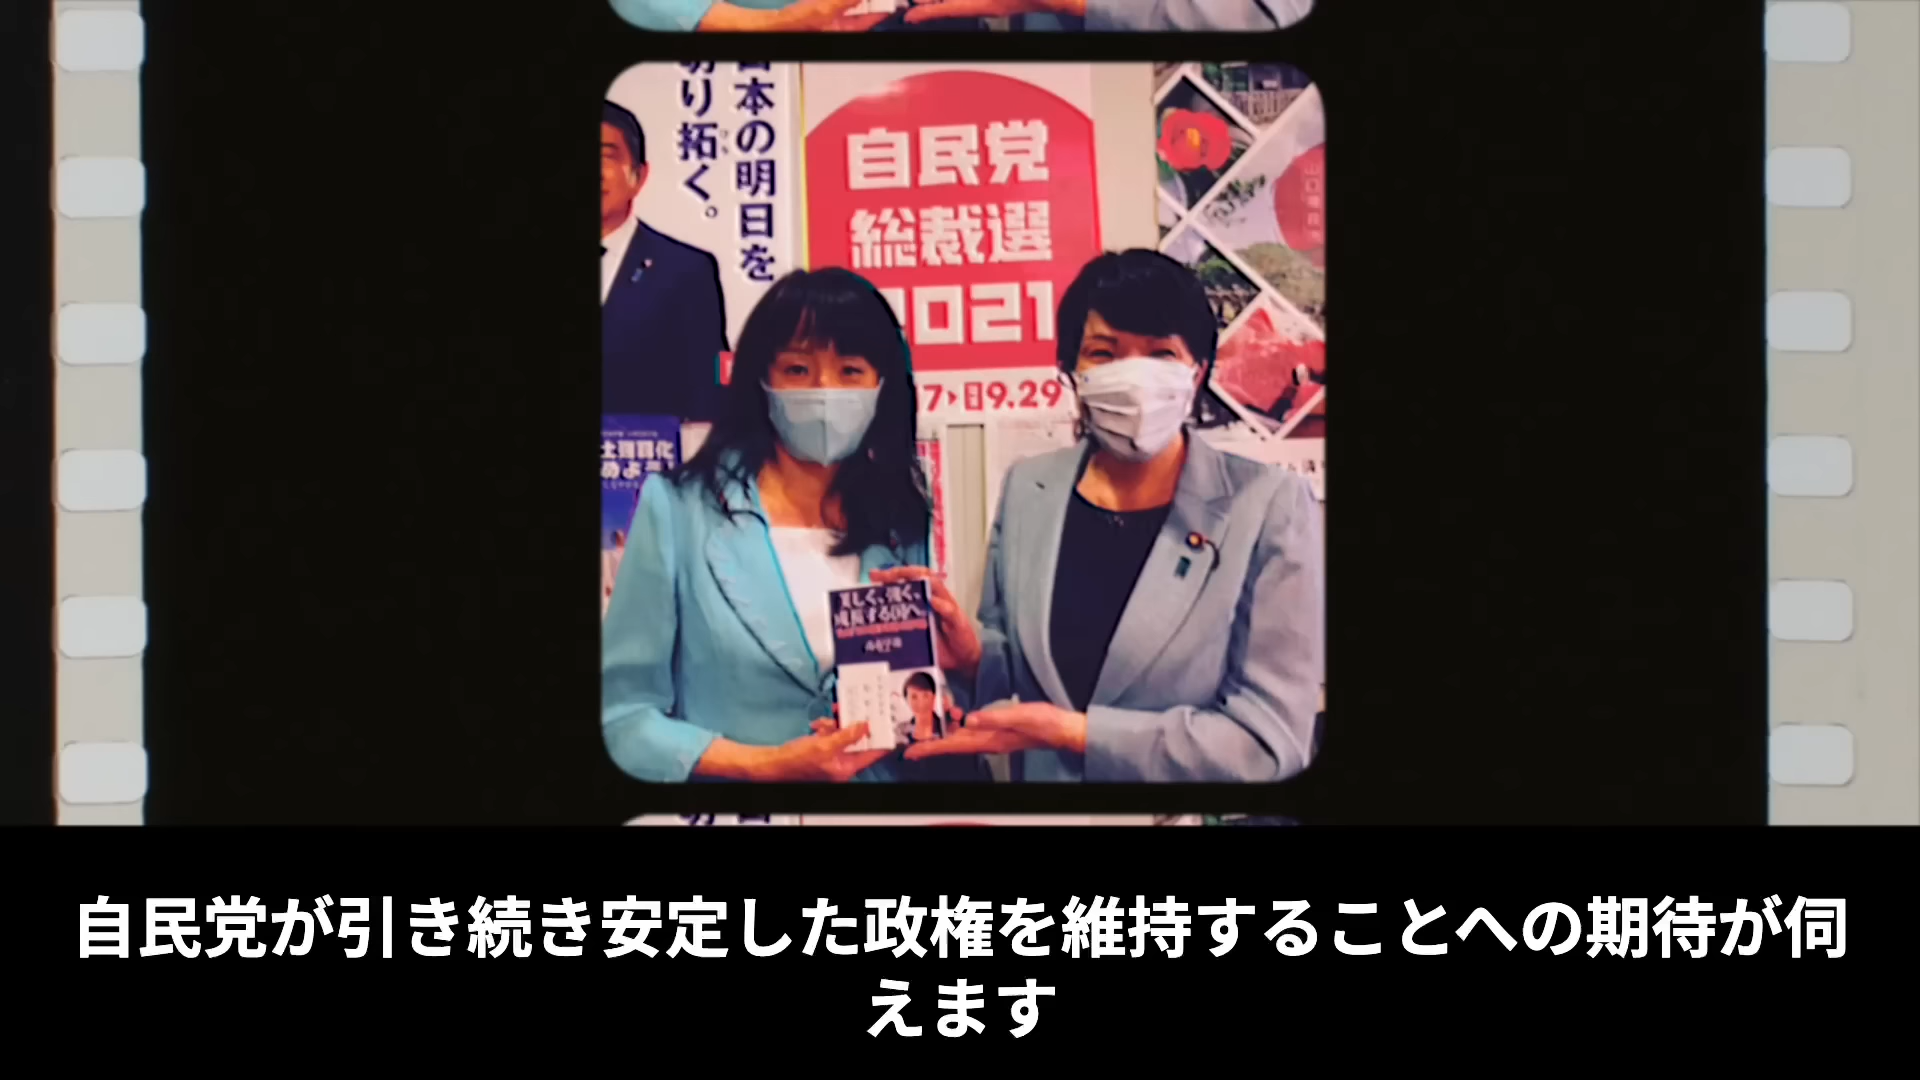 日本の明日を
切り拓く。
自民党
総裁選
2021
7▸
9.29
美しく、強く、
成長する国へ。
自民党が引き続き安定した政権を維持することへの期待が伺
えます